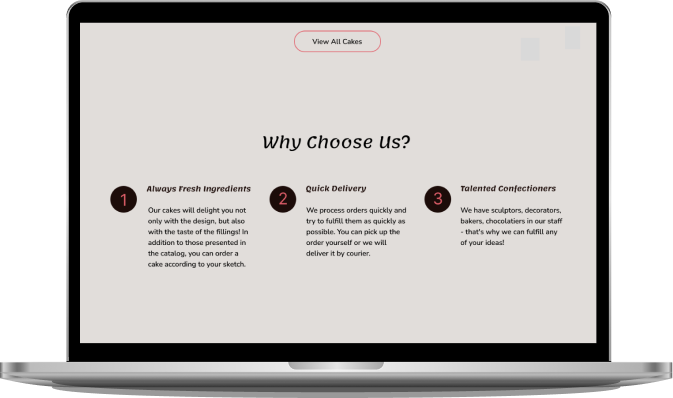 View All Cakes
Why Choose Us?
1
Always Fresh Ingredients
Our cakes will delight you not
only with the design, but also
with the taste of the fillings! In
addition to those presented in
the catalog, you can order a
cake according to your sketch.
2
Quick Delivery
We process orders quickly and
try to fulfill them as quickly as
possible. You can pick up the
order yourself or we will
deliver it by courier.
3
Talented Confectioners
We have sculptors, decorators,
bakers, chocolatiers in our staff
- that's why we can fulfill any
of your ideas!